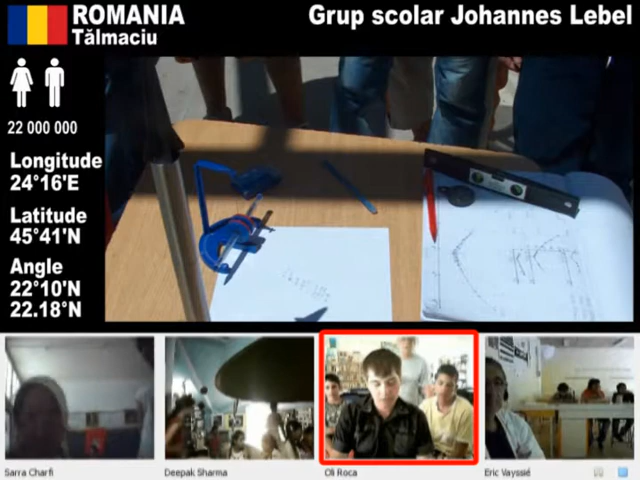 ROMANIA
Tălmaciu
Grup scolar Johannes Lebel
22 000 000
Longitude
24°16'E
Latitude
45°41'N
Angle
22°10'N
22.18°N
Sarra Charfi
Deepak Sharma
Oli Roca
Eric Vayssié